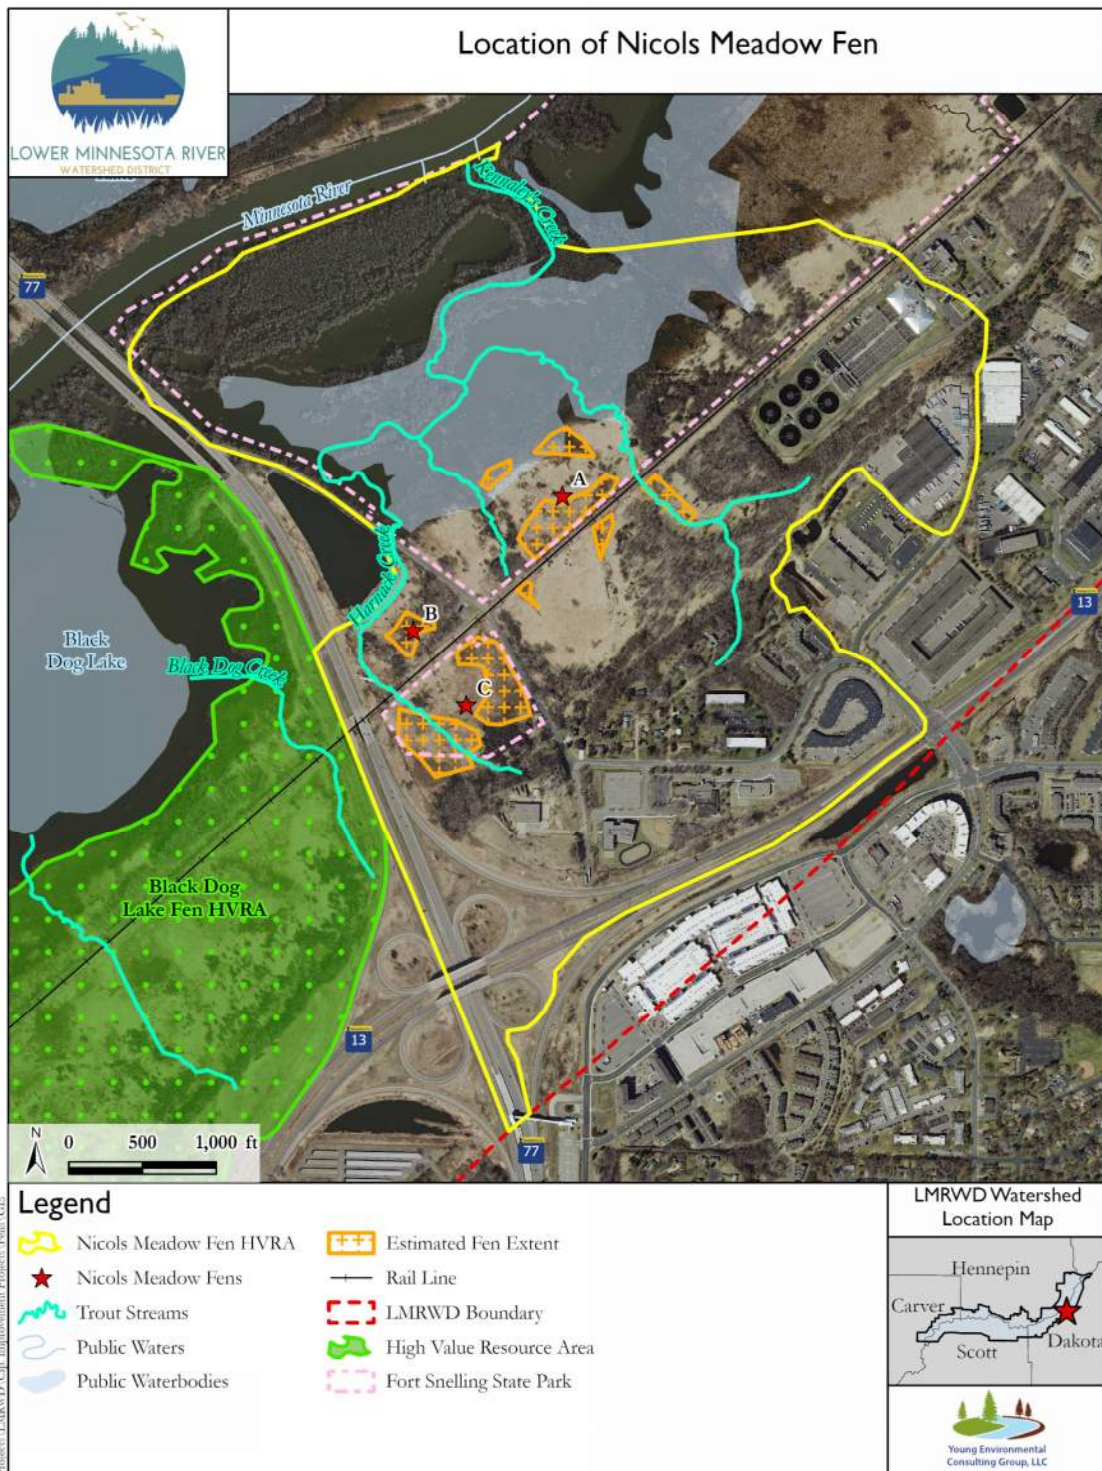 Location of Nicols Meadow Fen
LOWER MINNESOTA RIVER
WATERSHED DISTRICT
Minnesota River
Kennaley's Creek
77
A
Harnack Creek
B
13
Black
Dog Lake
Black Dog Creek
C
Black Dog
Lake Fen HVRA
13
N
0 500 1,000 ft
77
Legend
Nicols Meadow Fen HVRA
Nicols Meadow Fens
Trout Streams
Public Waters
Public Waterbodies
Estimated Fen Extent
Rail Line
LMRWD Boundary
High Value Resource Area
Fort Snelling State Park
LMRWD Watershed
Location Map
Hennepin
Carver
Scott
Dakota
Young Environmental
Consulting Group, LLC